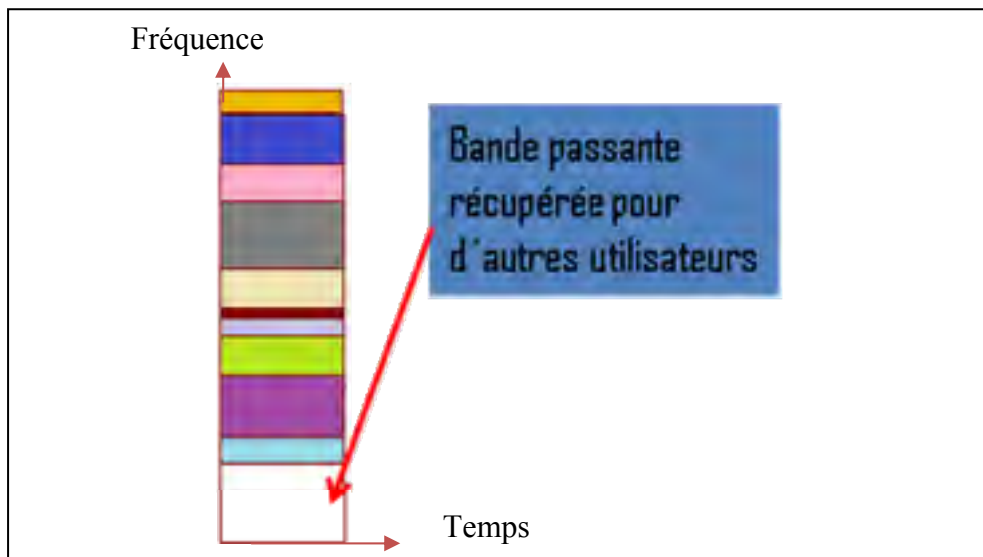 Fréquence
Bande passante
récupérée pour
d´autres utilisateurs
Temps